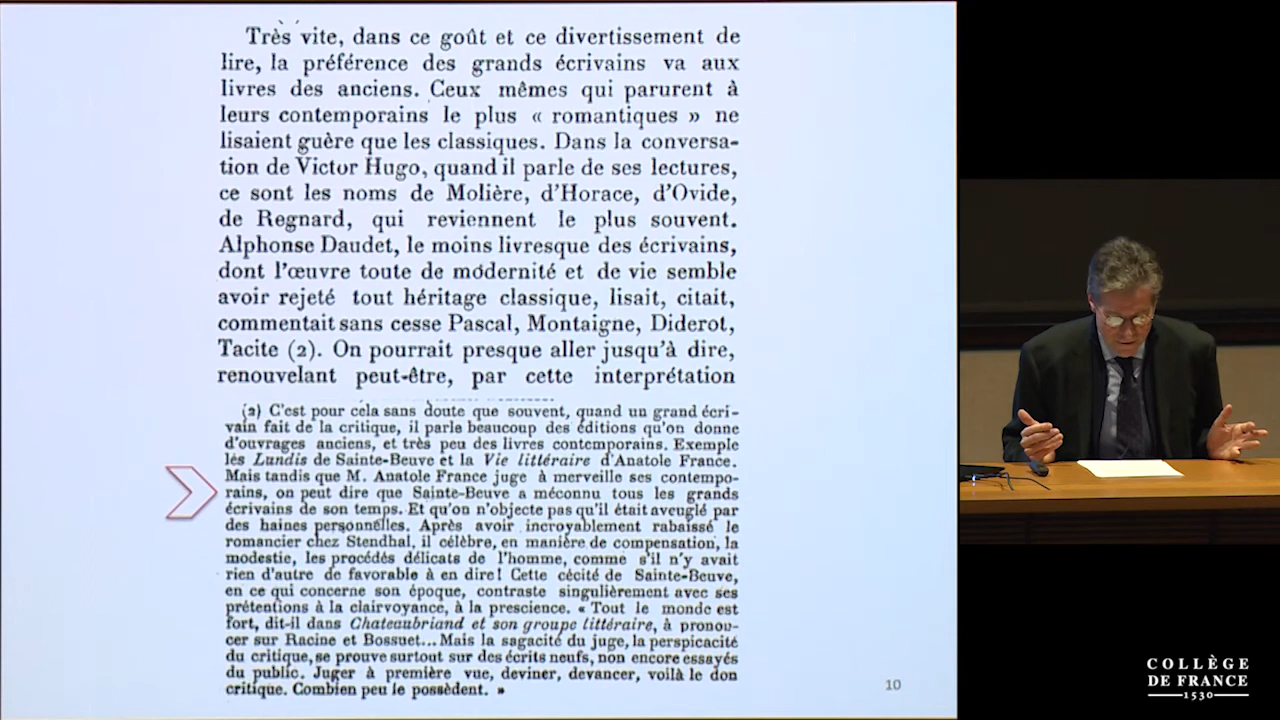 Très vite, dans ce goût et ce divertissement de
lire, la préférence des grands écrivains va aux
livres des anciens. Ceux mêmes qui parurent à
leurs contemporains le plus « romantiques » ne
lisaient guère que les classiques. Dans la conversa-
tion de Victor Hugo, quand il parle de ses lectures,
ce sont les noms de Molière, d'Horace, d'Ovide,
de Regnard, qui reviennent le plus souvent.
Alphonse Daudet, le moins livresque des écrivains,
dont l'œuvre toute de modernité et de vie semble
avoir rejeté tout héritage classique, lisait, citait,
commentait sans cesse Pascal, Montaigne, Diderot,
Tacite (2). On pourrait presque aller jusqu'à dire,
renouvelant peut-être, par cette interprétation
(2) C'est pour cela sans doute que souvent, quand un grand écri-
vain fait de la critique, il parle beaucoup des éditions qu'on donne
d'ouvrages anciens, et très peu des livres contemporains. Exemple
les Lundis de Sainte-Beuve et la Vie littéraire d'Anatole France.
Mais tandis que M. Anatole France juge à merveille ses contempo-
rains, on peut dire que Sainte-Beuve a méconnu tous les grands
écrivains de son temps. Et qu'on n'objecte pas qu'il était aveuglé par
des haines personnelles. Après avoir incroyablement rabaissé le
romancier chez Stendhal, il célèbre, en manière de compensation, la
modestie, les procédés délicats de l'homme, comme s'il n'y avait
rien d'autre de favorable à en dire! Cette cécité de Sainte-Beuve,
en ce qui concerne son époque, contraste singulièrement avec ses
prétentions à la clairvoyance, à la prescience. « Tout le monde est
fort, dit-il dans Chateaubriand et son groupe littéraire, à pronon-
cer sur Racine et Bossuet... Mais la sagacité du juge, la perspicacité
du critique, se prouve surtout sur des écrits neufs, non encore essayés
du public. Juger à première vue, deviner, devancer, voilà le don
critique. Combien peu le possèdent. »
10
COLLÈGE
DE FRANCE
1530